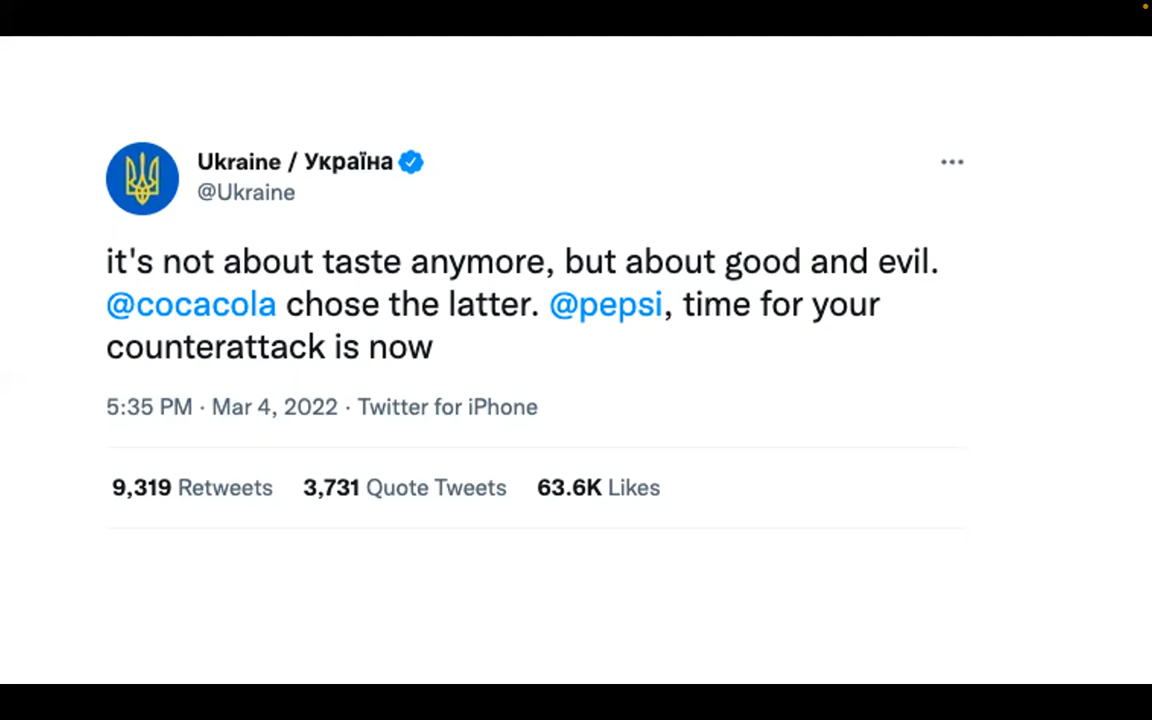 Ukraine / Україна
@Ukraine
it's not about taste anymore, but about good and evil.
@cocacola chose the latter. @pepsi, time for your
counterattack is now
5:35 PM · Mar 4, 2022 · Twitter for iPhone
9,319 Retweets 3,731 Quote Tweets 63.6K Likes